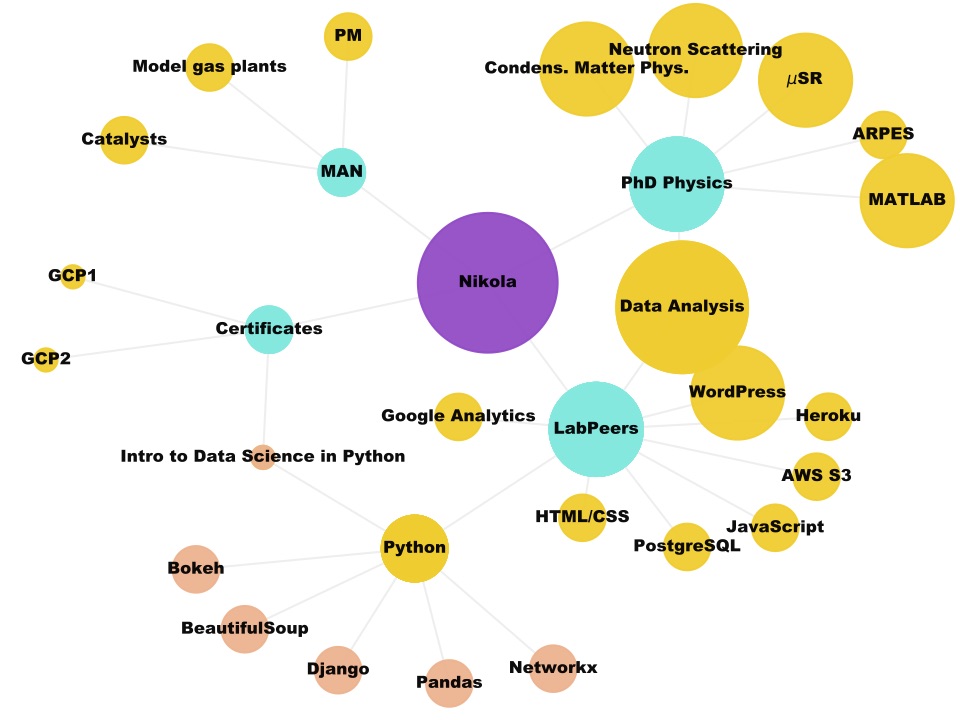 PM
Neutron Scattering
Model gas plants
Condens. Matter Phys.
μSR
ARPES
Catalysts
MAN
PhD Physics
MATLAB
GCP1
Nikola
Data Analysis
Certificates
GCP2
WordPress
Google Analytics
Heroku
LabPeers
Intro to Data Science in Python
AWS S3
HTML/CSS
JavaScript
Python
PostgreSQL
Bokeh
BeautifulSoup
Django
Networkx
Pandas